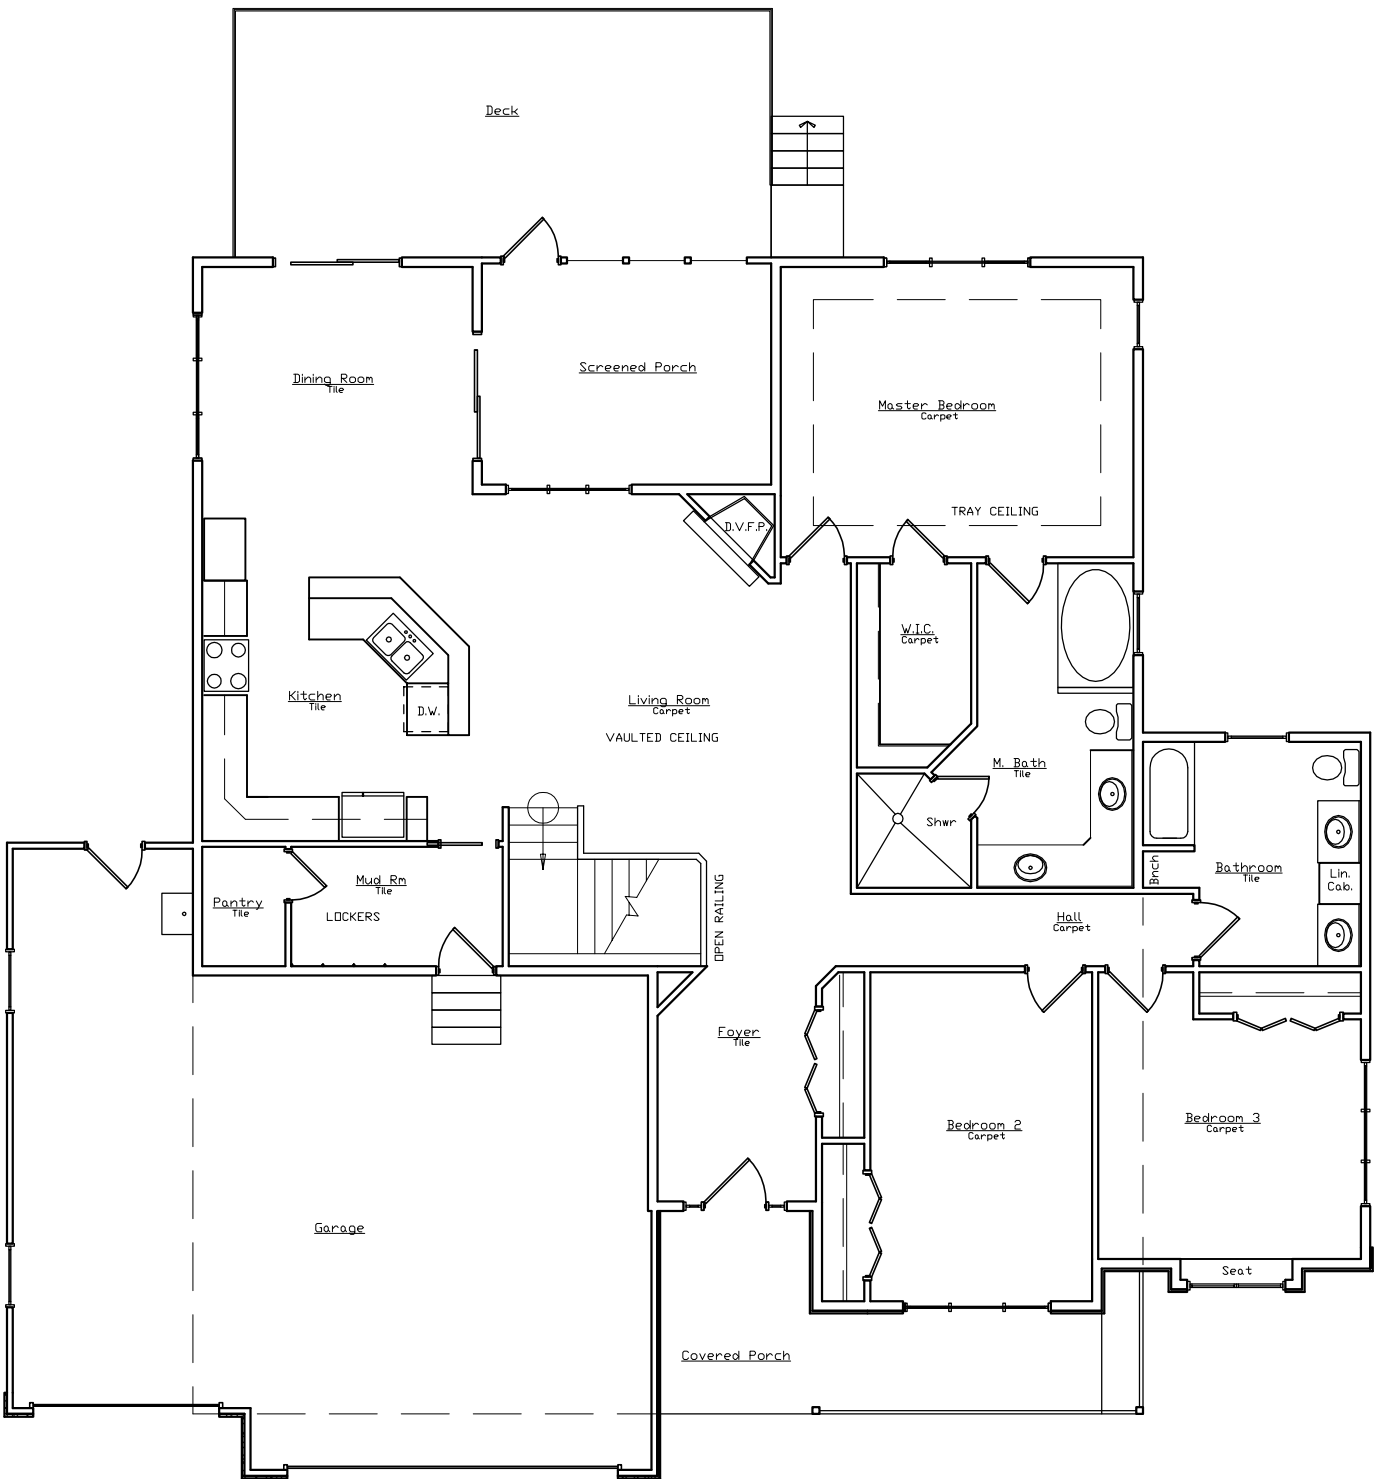 Deck
Screened Porch
Dining Room
Tile
Master Bedroom
Carpet
TRAY CEILING
D.V.F.P.
W.I.C.
Carpet
Kitchen
Tile
D.W.
Living Room
Carpet
VAULTED CEILING
M. Bath
Tile
Shwr
Bnch
Bathroom
Tile
Lin.
Cab.
Mud Rm
Tile
Pantry
Tile
LOCKERS
OPEN RAILING
Hall
Carpet
Foyer
Tile
Bedroom 2
Carpet
Bedroom 3
Carpet
Garage
Seat
Covered Porch